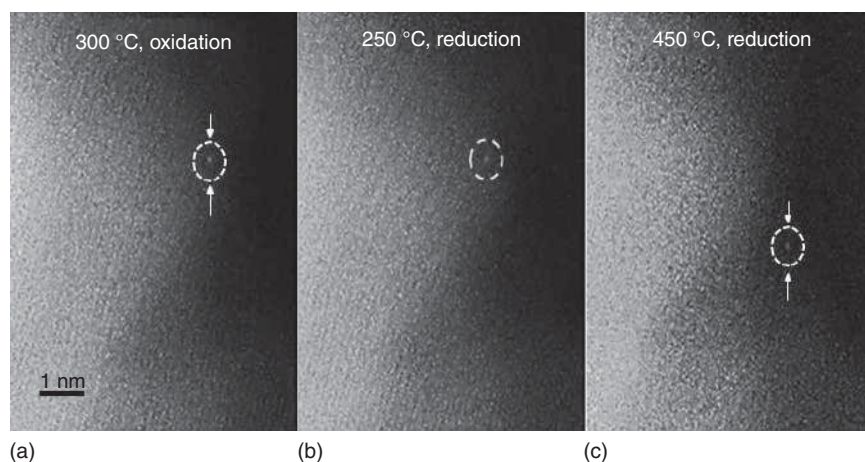 300 °C, oxidation
250 °C, reduction
450 °C, reduction
1 nm
(a)
(b)
(c)